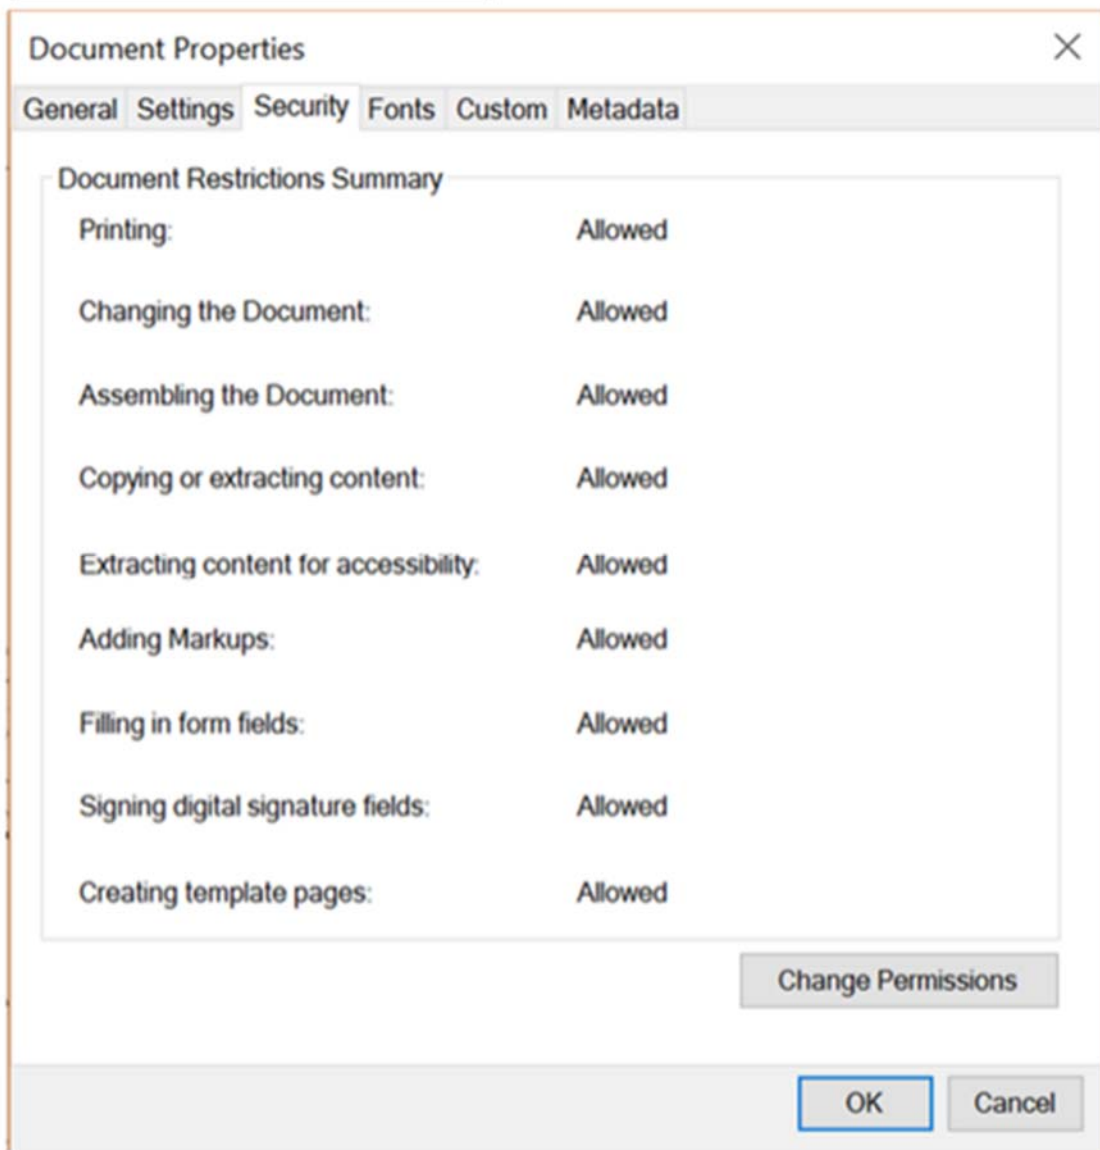 Document Properties
General Settings Security Fonts Custom Metadata
Document Restrictions Summary
Printing: Allowed
Changing the Document: Allowed
Assembling the Document: Allowed
Copying or extracting content: Allowed
Extracting content for accessibility: Allowed
Adding Markups: Allowed
Filling in form fields: Allowed
Signing digital signature fields: Allowed
Creating template pages: Allowed
Change Permissions
OK Cancel